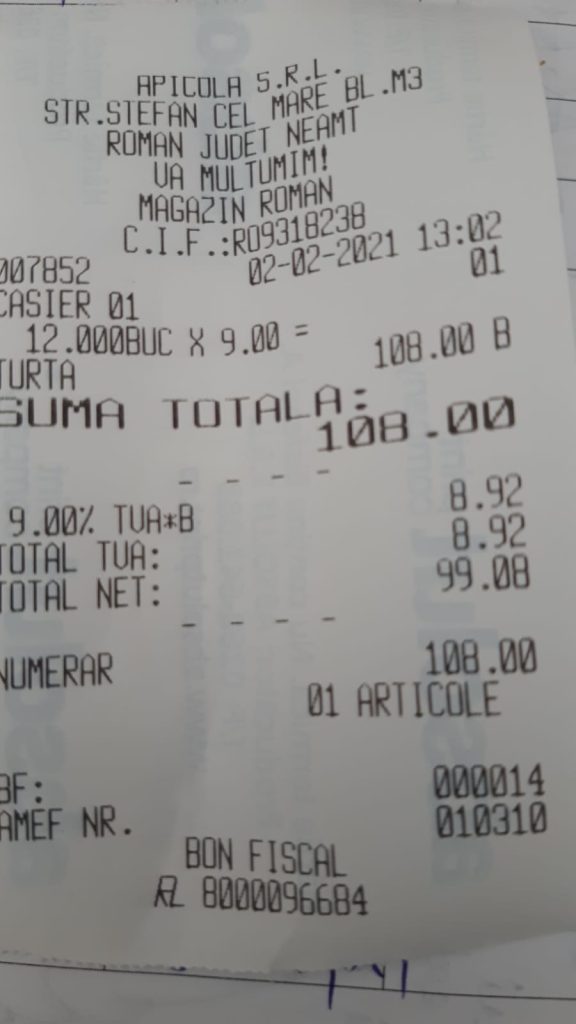 APICOLA S.R.L.
STR.STEFAN CEL MARE BL.M3
ROMAN JUDET NEAMT
VA MULTUMIM!
MAGAZIN ROMAN
C.I.F.:RO9318238
007852 02-02-2021 13:02
CASIER 01 01
12.000BUC X 9.00 = 
TURTA 108.00 B
SUMA TOTALA:
108.00
- - - -
9.00% TVA*B 8.92
TOTAL TVA: 8.92
TOTAL NET: 99.08
- - - -
NUMERAR 108.00
01 ARTICOLE
BF: 000014
AMEF NR. 010310
BON FISCAL
8000096684